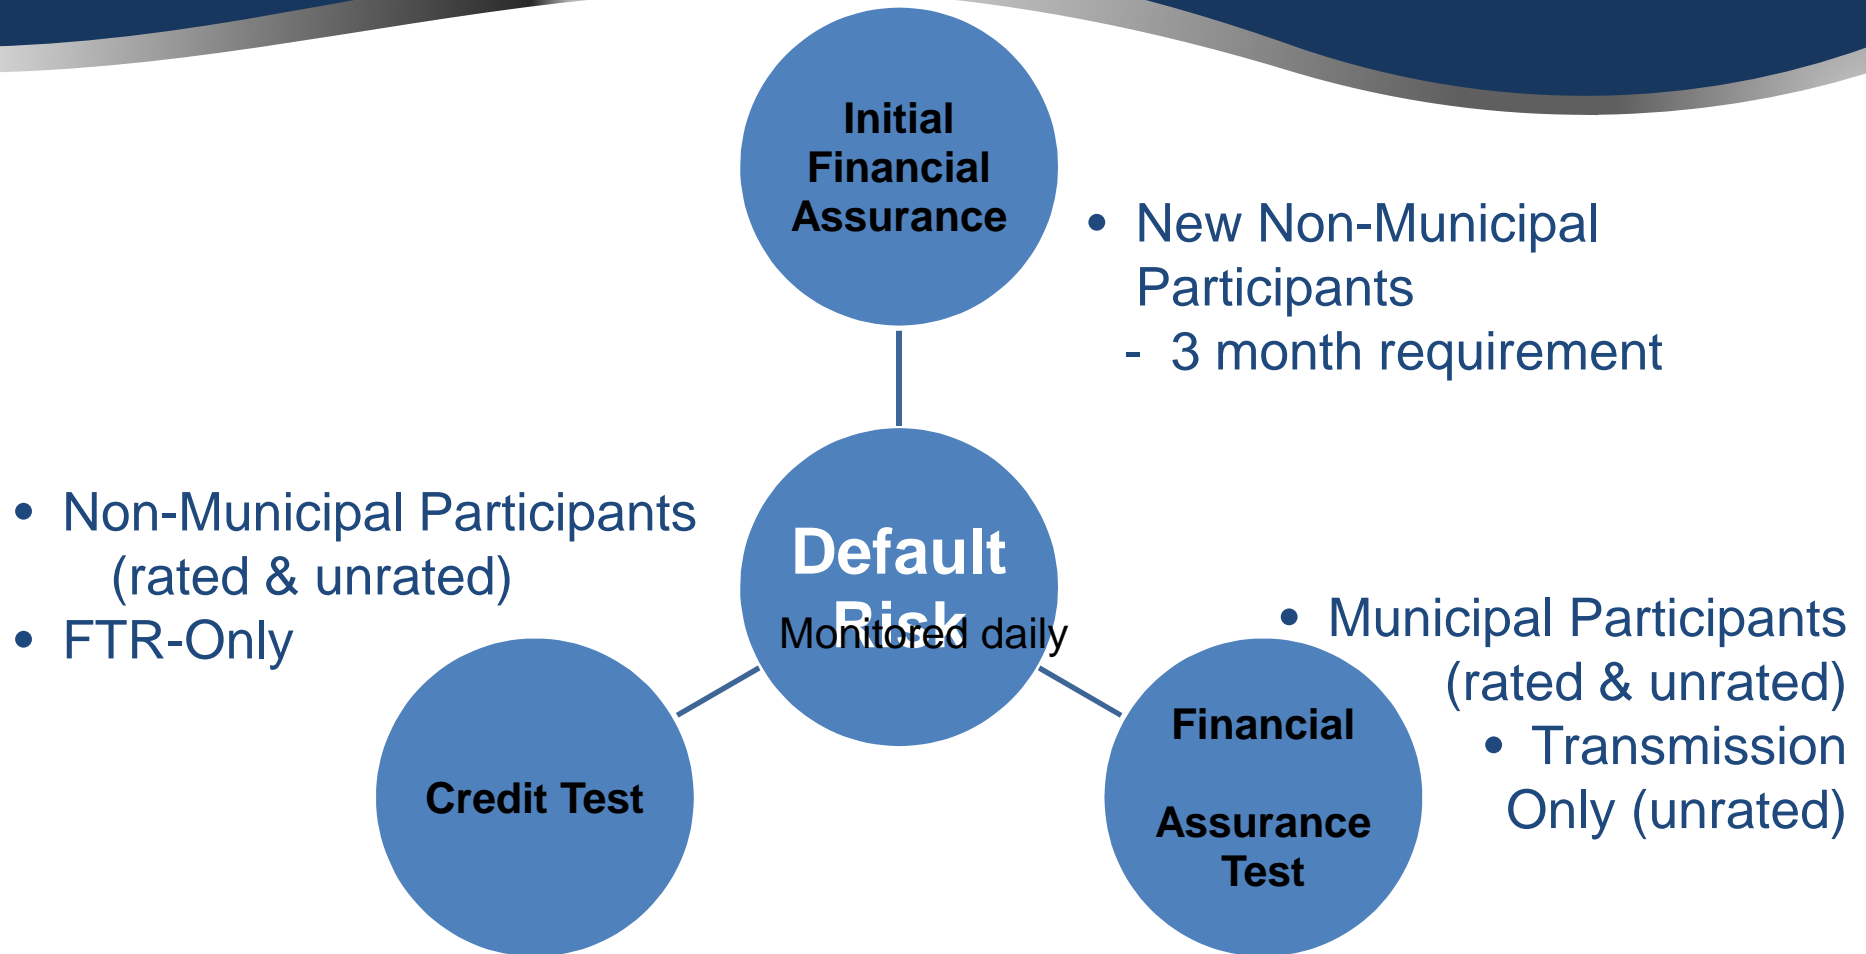 Initial
Financial
Assurance
• New Non-Municipal
Participants
- 3 month requirement
• Non-Municipal Participants
(rated & unrated)
• FTR-Only
Default
Risk
Monitored daily
• Municipal Participants
(rated & unrated)
• Transmission
Only (unrated)
Credit Test
Financial
Assurance
Test